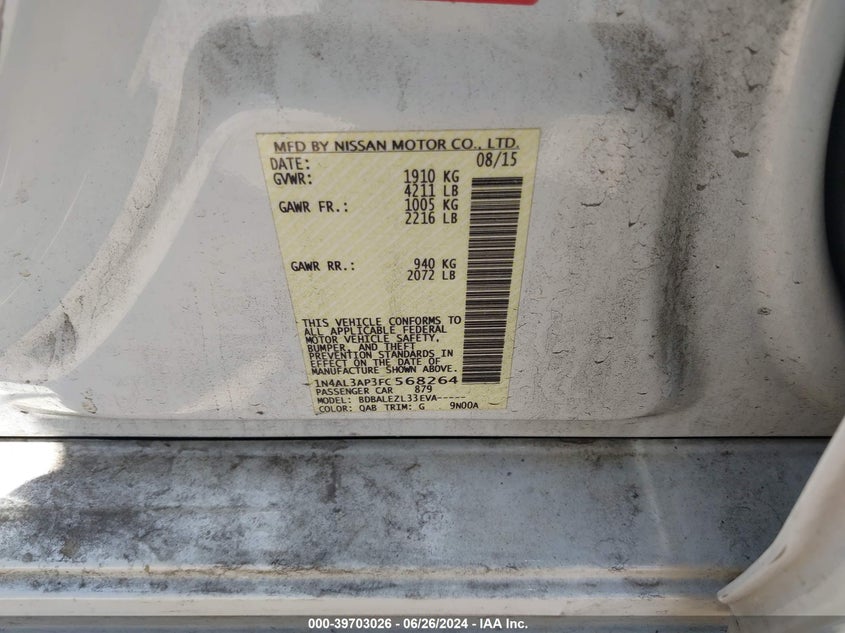 MFD BY NISSAN MOTOR CO., LTD.
DATE: 08/15
GVWR: 1910 KG
4211 LB
GAWR FR.: 1005 KG
2216 LB
GAWR RR.: 940 KG
2072 LB
THIS VEHICLE CONFORMS TO
ALL APPLICABLE FEDERAL
MOTOR VEHICLE SAFETY,
BUMPER, AND THEFT
PREVENTION STANDARDS IN
EFFECT ON THE DATE OF
MANUFACTURE SHOWN ABOVE.
1N4AL3AP3FC568264
PASSENGER CAR 879
MODEL: BDBALEZL33EVA-----
COLOR: QAB TRIM: G 9N00A
000-39703026 - 06/26/2024 - IAA Inc.